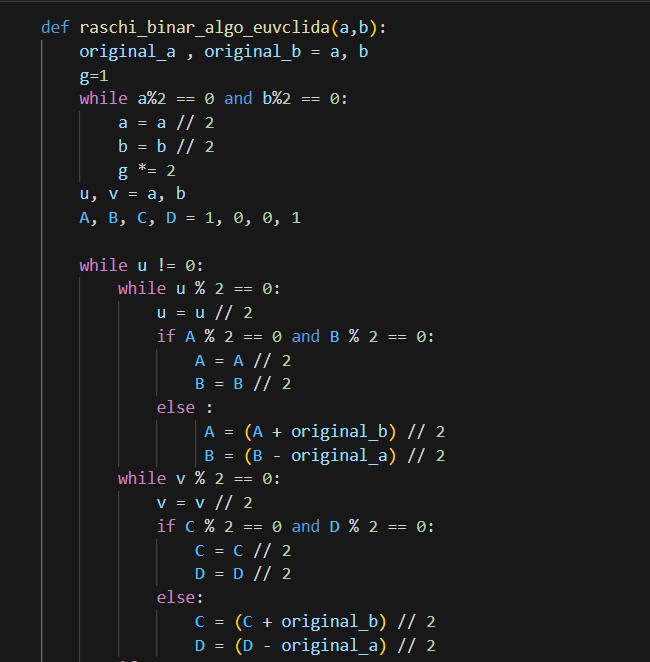 def raschi_binar_algo_euvclida(a,b):
original_a , original_b = a, b
g=1
while a%2 == 0 and b%2 == 0:
a = a // 2
b = b // 2
g *= 2
u, v = a, b
A, B, C, D = 1, 0, 0, 1
while u != 0:
while u % 2 == 0:
u = u // 2
if A % 2 == 0 and B % 2 == 0:
A = A // 2
B = B // 2
else :
A = (A + original_b) // 2
B = (B - original_a) // 2
while v % 2 == 0:
v = v // 2
if C % 2 == 0 and D % 2 == 0:
C = C // 2
D = D // 2
else:
C = (C + original_b) // 2
D = (D - original_a) // 2